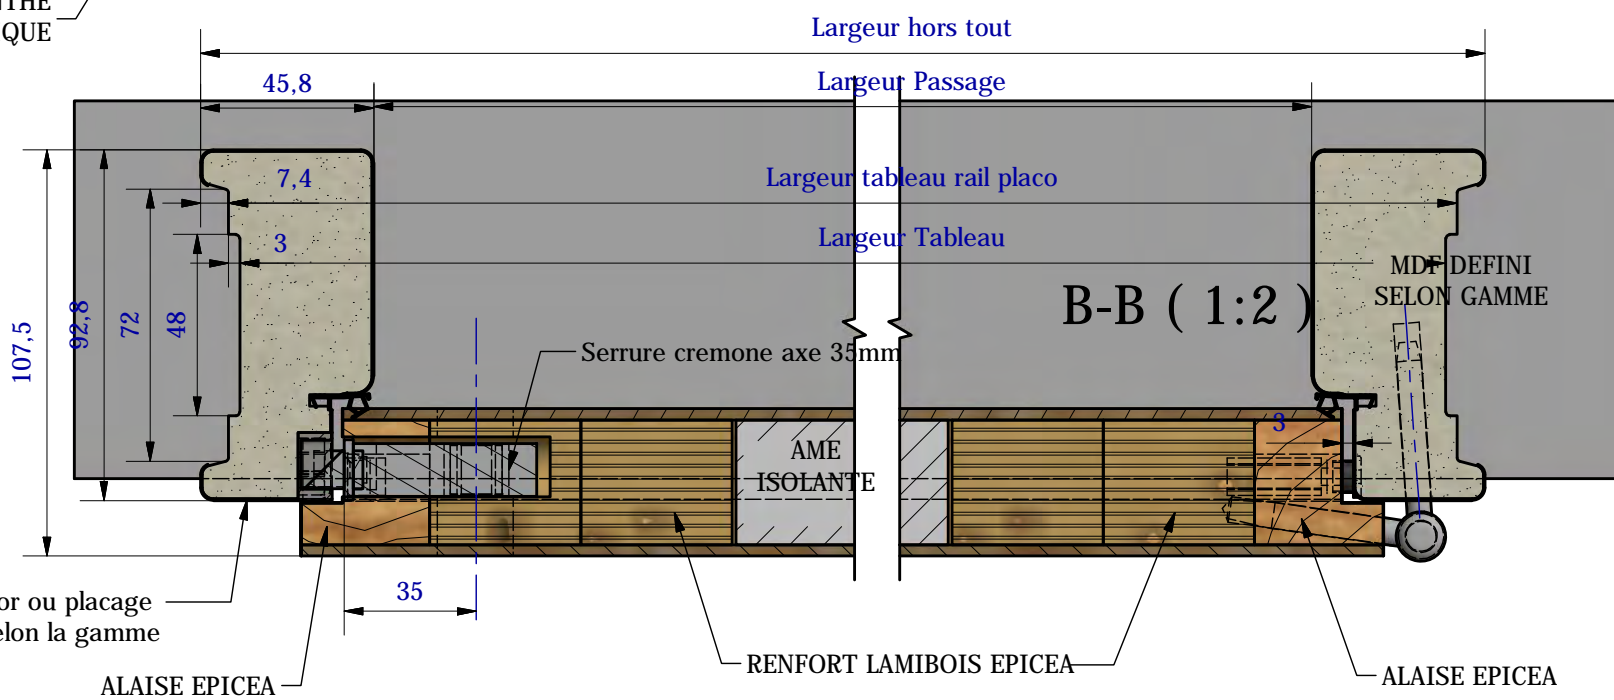 QUE
Largeur hors tout
45,8
Largeur Passage
7,4
Largeur tableau rail placo
3
Largeur Tableau
MDF DEFINI
SELON GAMME
B-B ( 1:2 )
107,5
92,8
72
48
Serrure cremone axe 35mm
3
AME
ISOLANTE
35
or ou placage
elon la gamme
RENFORT LAMIBOIS EPICEA
ALAISE EPICEA
ALAISE EPICEA